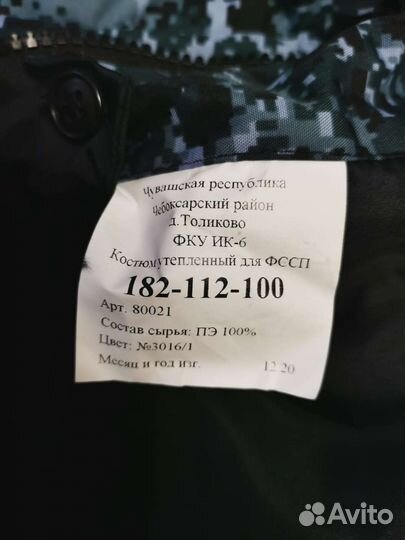 Чувашская республика
Чебоксарский район
д.Толиково
ФКУ ИК-6
Костюм утепленный для ФССП
182-112-100
Арт. 80021
Состав сырья: ПЭ 100%
Цвет: №3016/1
Месяц и год изг. 12 20
Avito